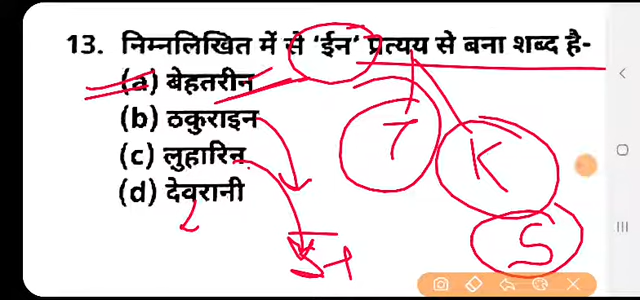 13. निम्नलिखित में से 'ईन' प्रत्यय से बना शब्द है-
(a) बेहतरीन
(b) ठकुराइन
(c) लुहारिन
(d) देवरानी
T
K
S